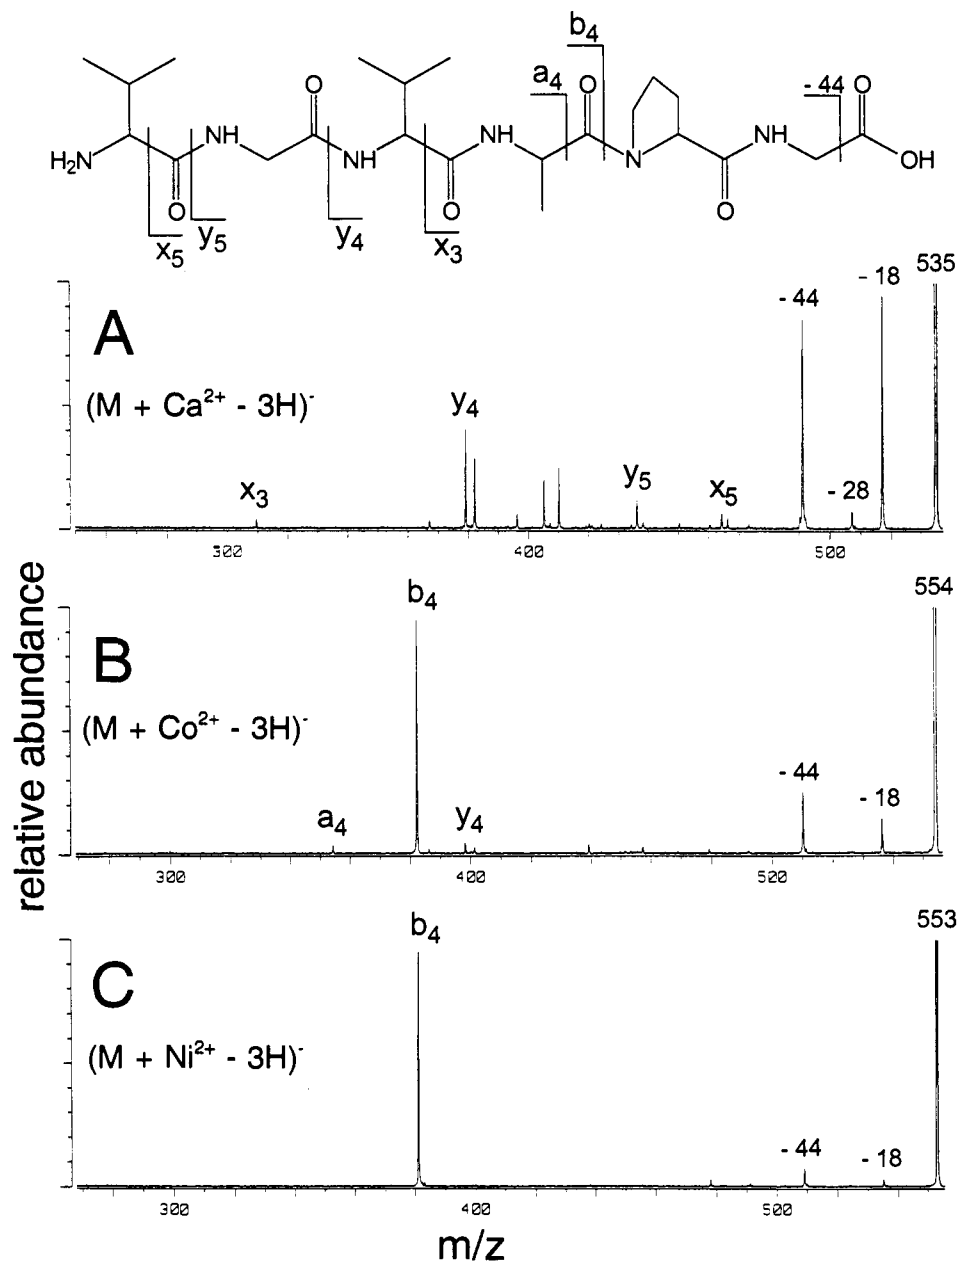 b4
a4
- 44
O
O
O
NH
NH
NH
H2N
NH
N
OH
O
O
O
x5
y5
y4
x3
535
- 18
- 44
A
(M + Ca2+ - 3H)-
y4
x3
y5
x5
- 28
300
400
500
554
b4
B
(M + Co2+ - 3H)-
- 44
- 18
a4
y4
300
400
500
relative abundance
553
b4
C
(M + Ni2+ - 3H)-
- 44
- 18
300
400
500
m/z